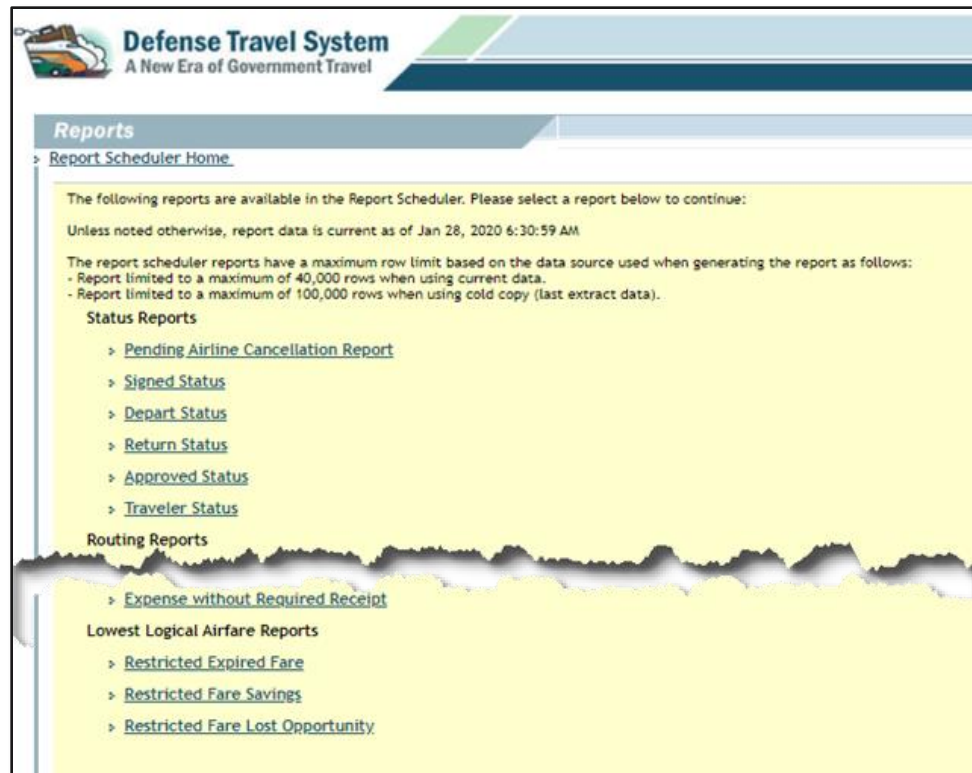 Defense Travel System
A New Era of Government Travel
Reports
Report Scheduler Home
The following reports are available in the Report Scheduler. Please select a report below to continue:
Unless noted otherwise, report data is current as of Jan 28, 2020 6:30:59 AM
The report scheduler reports have a maximum row limit based on the data source used when generating the report as follows:
- Report limited to a maximum of 40,000 rows when using current data.
- Report limited to a maximum of 100,000 rows when using cold copy (last extract data).
Status Reports
Pending Airline Cancellation Report
Signed Status
Depart Status
Return Status
Approved Status
Traveler Status
Routing Reports
Expense without Required Receipt
Lowest Logical Airfare Reports
Restricted Expired Fare
Restricted Fare Savings
Restricted Fare Lost Opportunity